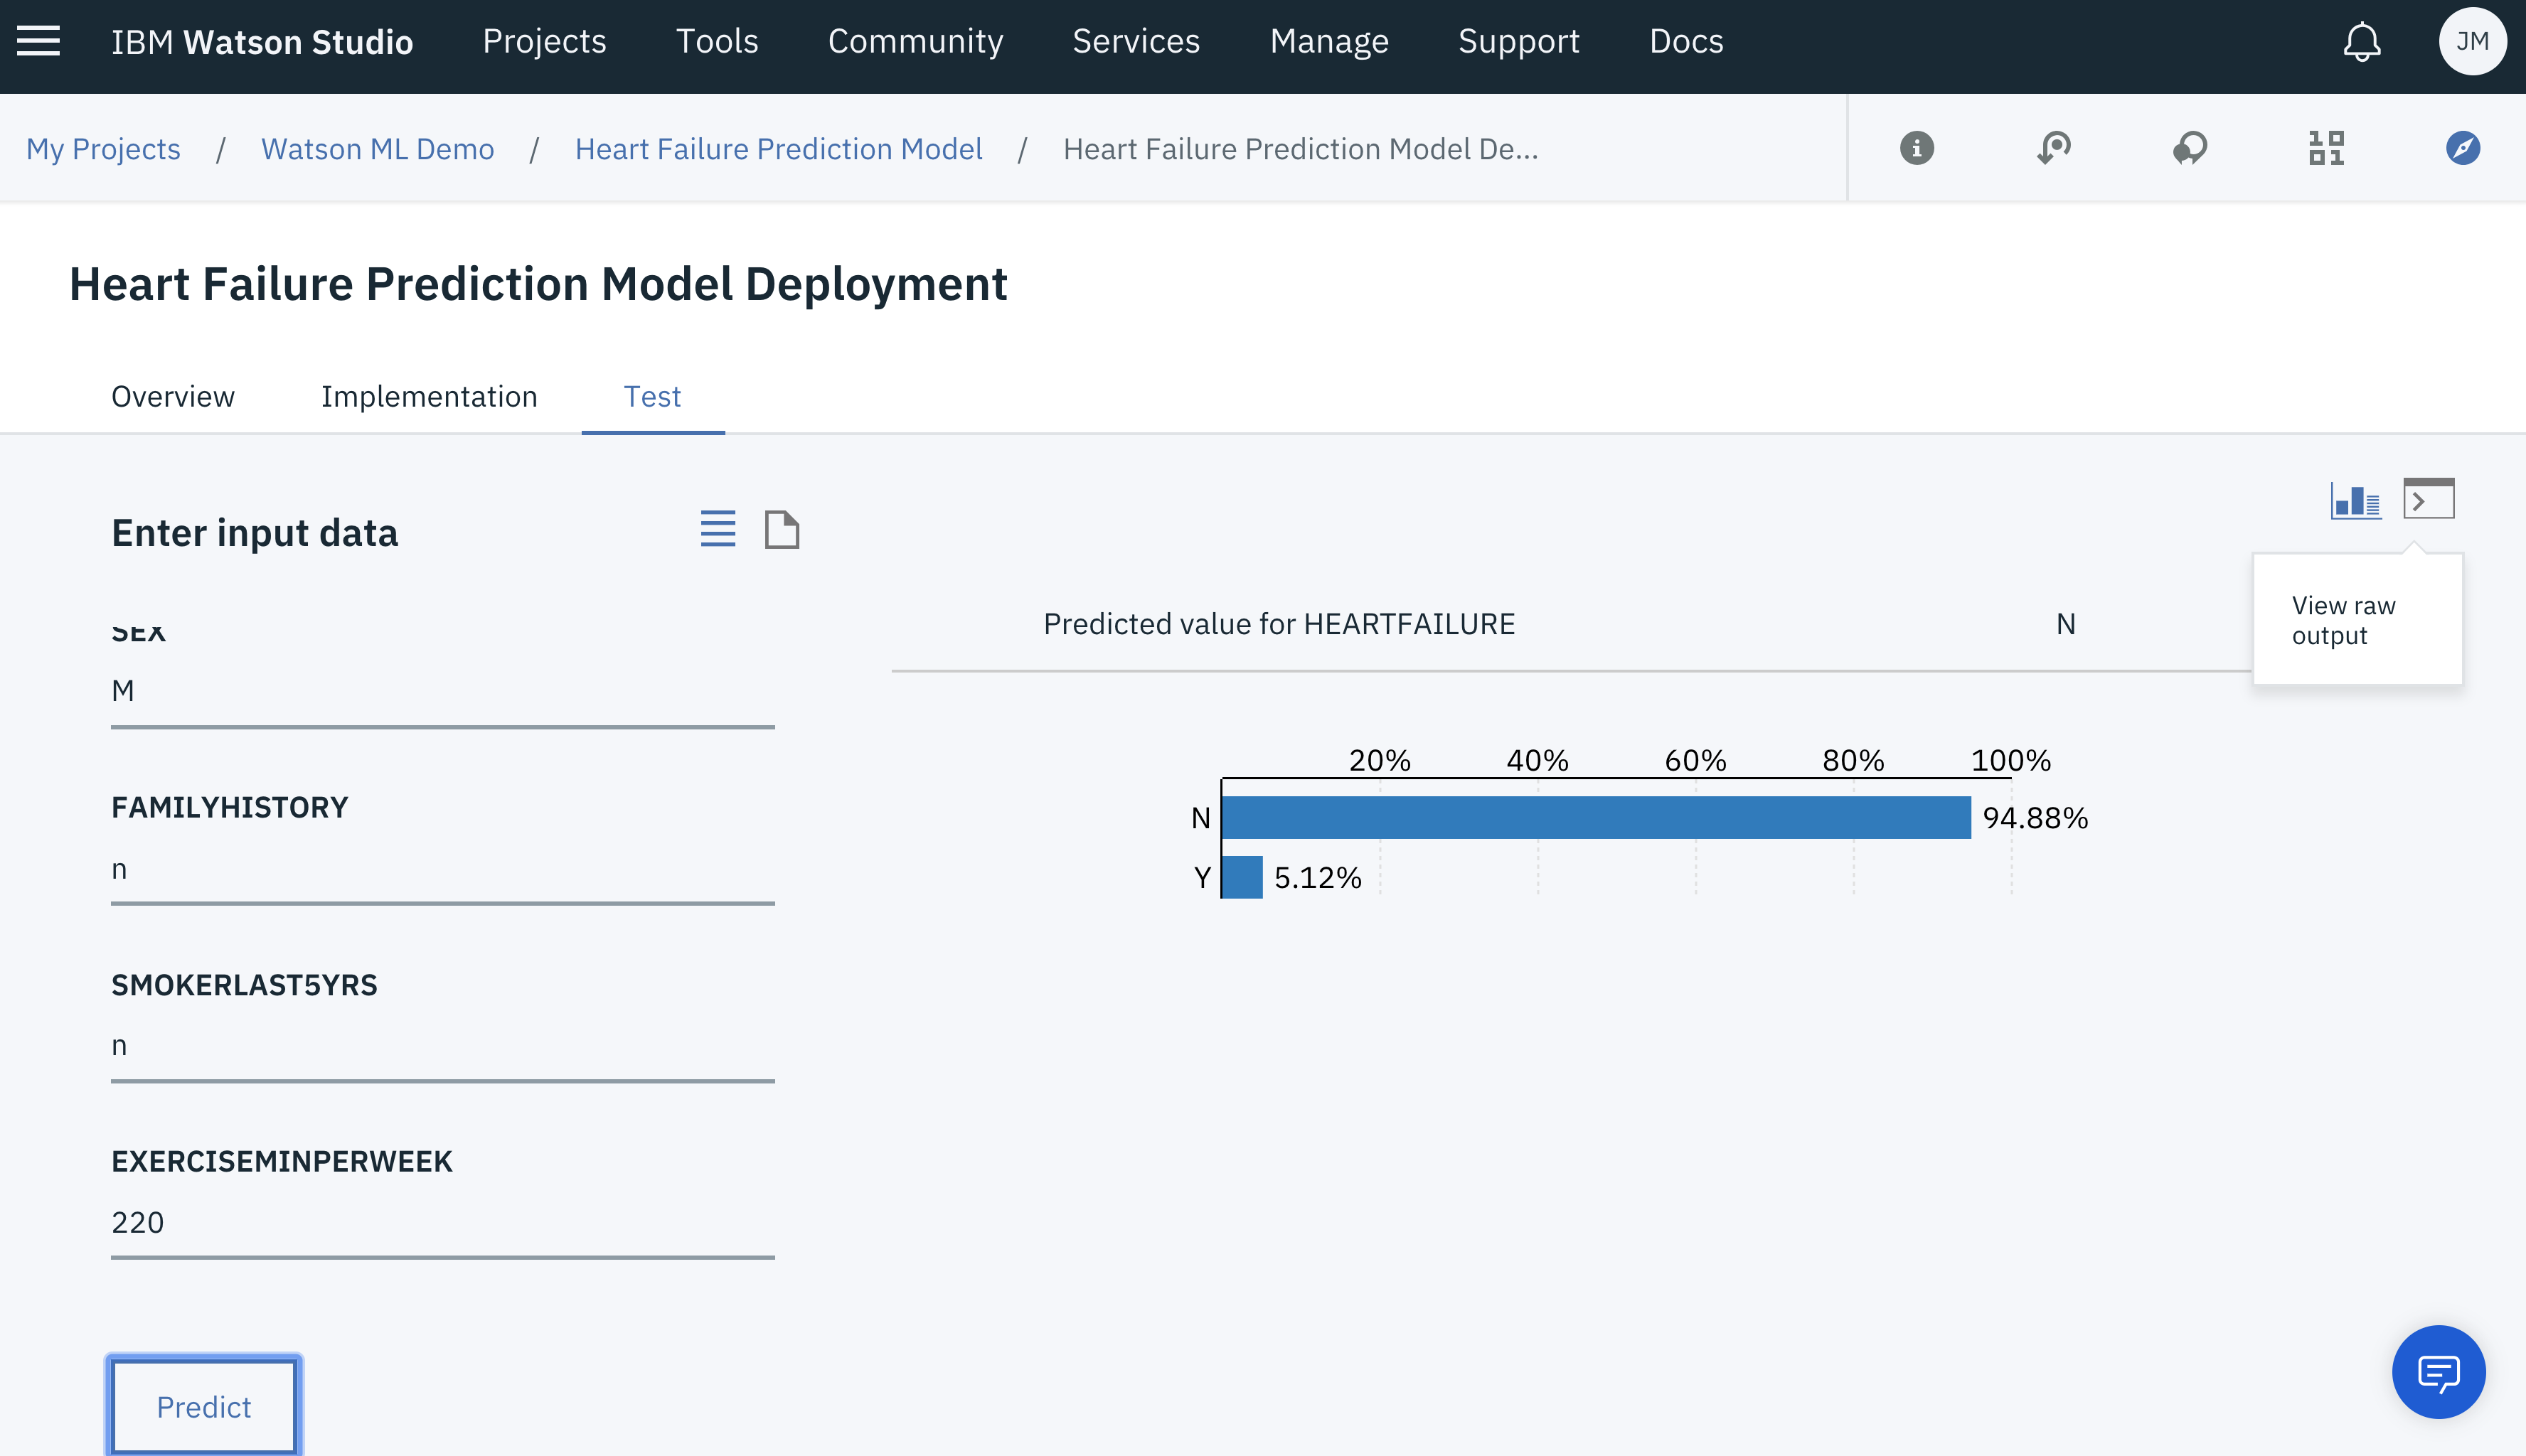 IBM Watson Studio Projects Tools Community Services Manage Support Docs JM
My Projects / Watson ML Demo / Heart Failure Prediction Model / Heart Failure Prediction Model De...
Heart Failure Prediction Model Deployment
Overview Implementation Test
Enter input data
SEX
M
FAMILYHISTORY
n
SMOKERLAST5YRS
n
EXERCISEMINPERWEEK
220
Predict
View raw
output
Predicted value for HEARTFAILURE N
20% 40% 60% 80% 100%
N 94.88%
Y 5.12%